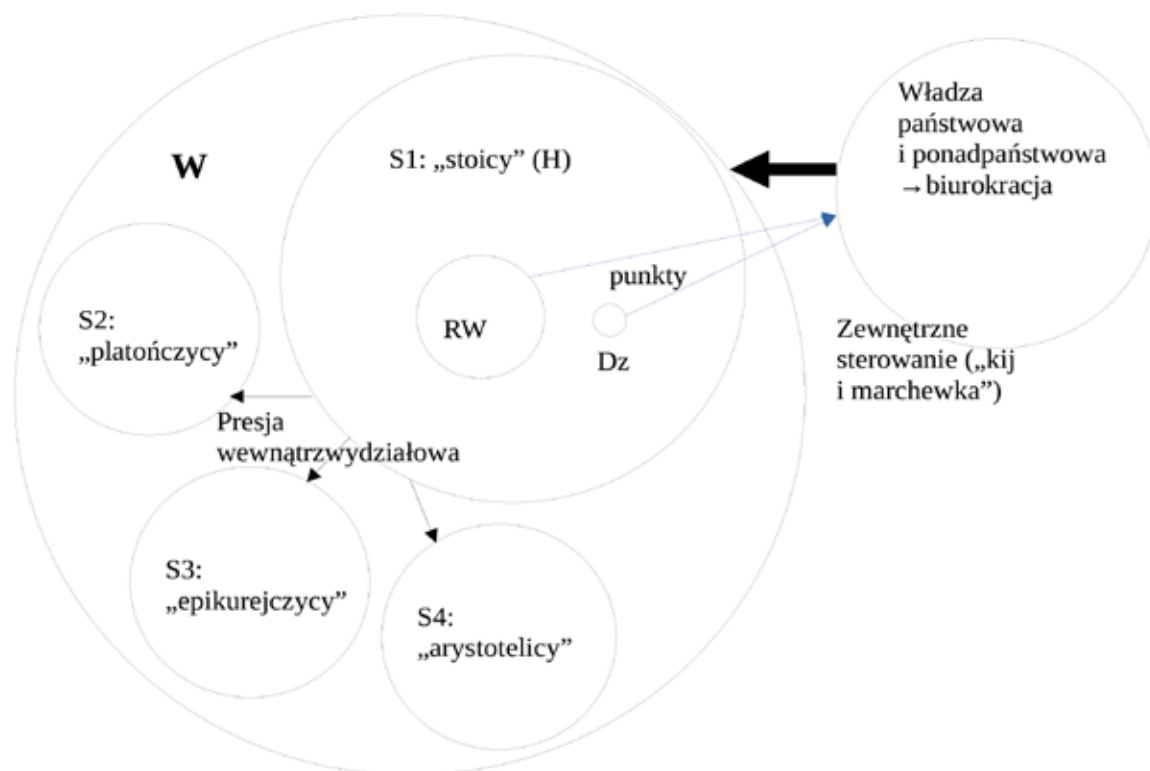 Władza
państwowa
i ponadpaństwowa
→biurokracja
S1: „stoicy” (H)
W
punkty
RW
Dz
S2:
„platończycy”
Zewnętrzne
sterowanie („kij
i marchewka”)
Presja
wewnątrzwydziałowa
S3:
„epikurejczycy”
S4:
„arystotelicy”